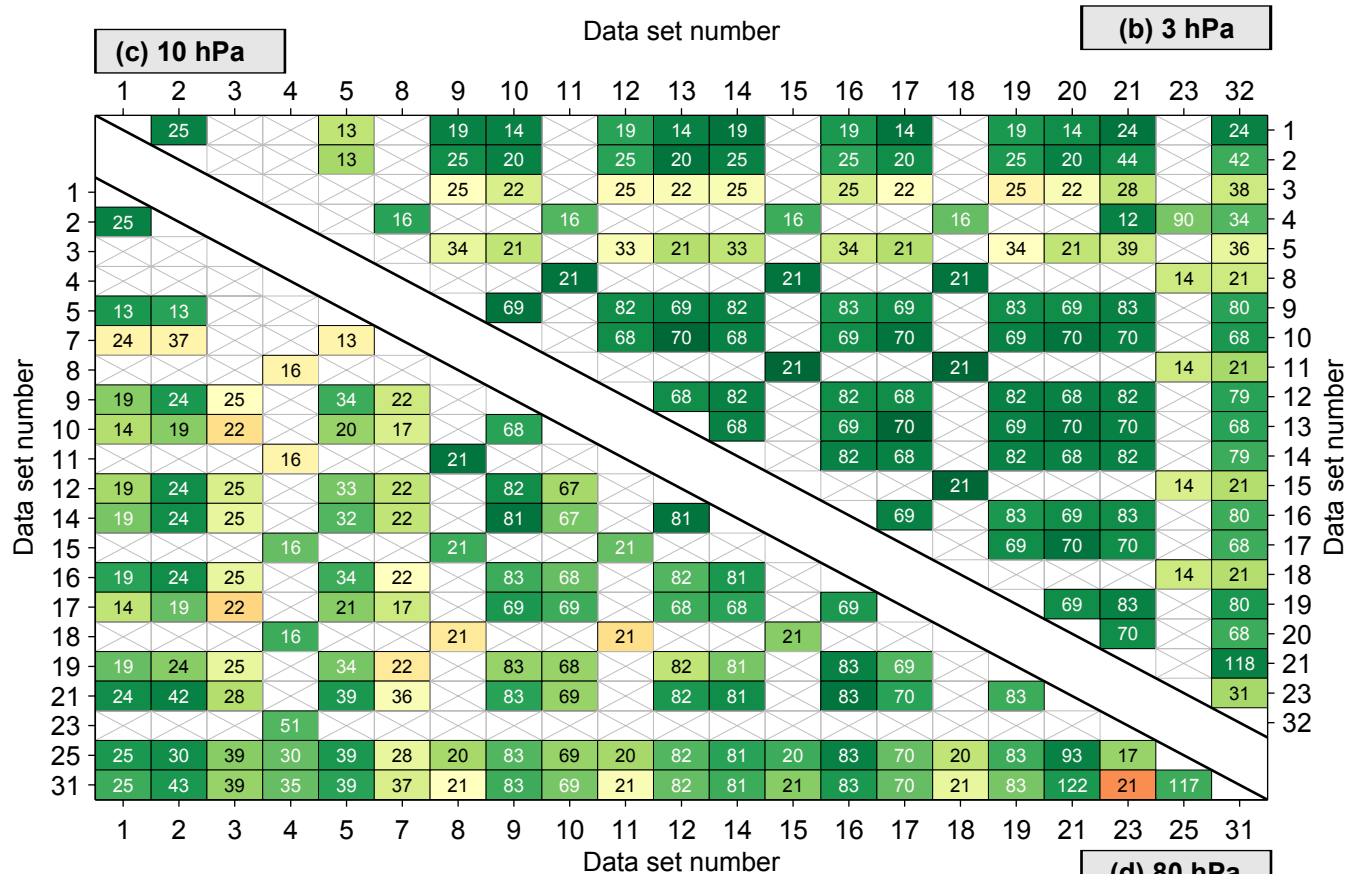 Data set number
(c) 10 hPa
(b) 3 hPa
1 2 3 4 5 8 9 10 11 12 13 14 15 16 17 18 19 20 21 23 32
25 13 19 14 19 14 19 19 14 19 14 24 24 1
13 25 20 25 20 25 25 20 25 20 44 42 2
1 25 22 25 22 25 25 22 25 22 28 38 3
2 25 16 16 16 16 12 90 34 4
3 34 21 33 21 33 34 21 34 21 39 36 5
4 21 21 21 14 21 8
5 13 13 69 82 69 82 83 69 83 69 83 80 9
7 24 37 13 68 70 68 69 70 69 70 70 68 10
8 16 21 21 14 21 11
9 19 24 25 34 22 68 82 82 68 82 68 82 79 12
10 14 19 22 20 17 68 68 69 70 69 70 70 68 13
11 16 21 82 68 82 68 82 79 14
12 19 24 25 33 22 82 67 21 14 21 15
14 19 24 25 32 22 81 67 81 69 83 69 83 80 16
15 16 21 21 69 70 70 68 17
16 19 24 25 34 22 83 68 82 81 14 21 18
17 14 19 22 21 17 69 69 68 68 69 69 83 80 19
18 16 21 21 21 70 68 20
19 19 24 25 34 22 83 68 82 81 83 69 118 21
21 24 42 28 39 36 83 69 82 81 83 70 83 31 23
23 51 32
25 25 30 39 30 39 28 20 83 69 20 82 81 20 83 70 20 83 93 17
31 25 43 39 35 39 37 21 83 69 21 82 81 21 83 70 21 83 122 21 117
1 2 3 4 5 7 8 9 10 11 12 14 15 16 17 18 19 21 23 25 31
Data set number
Data set number
Data set number
(d) 80 hPa